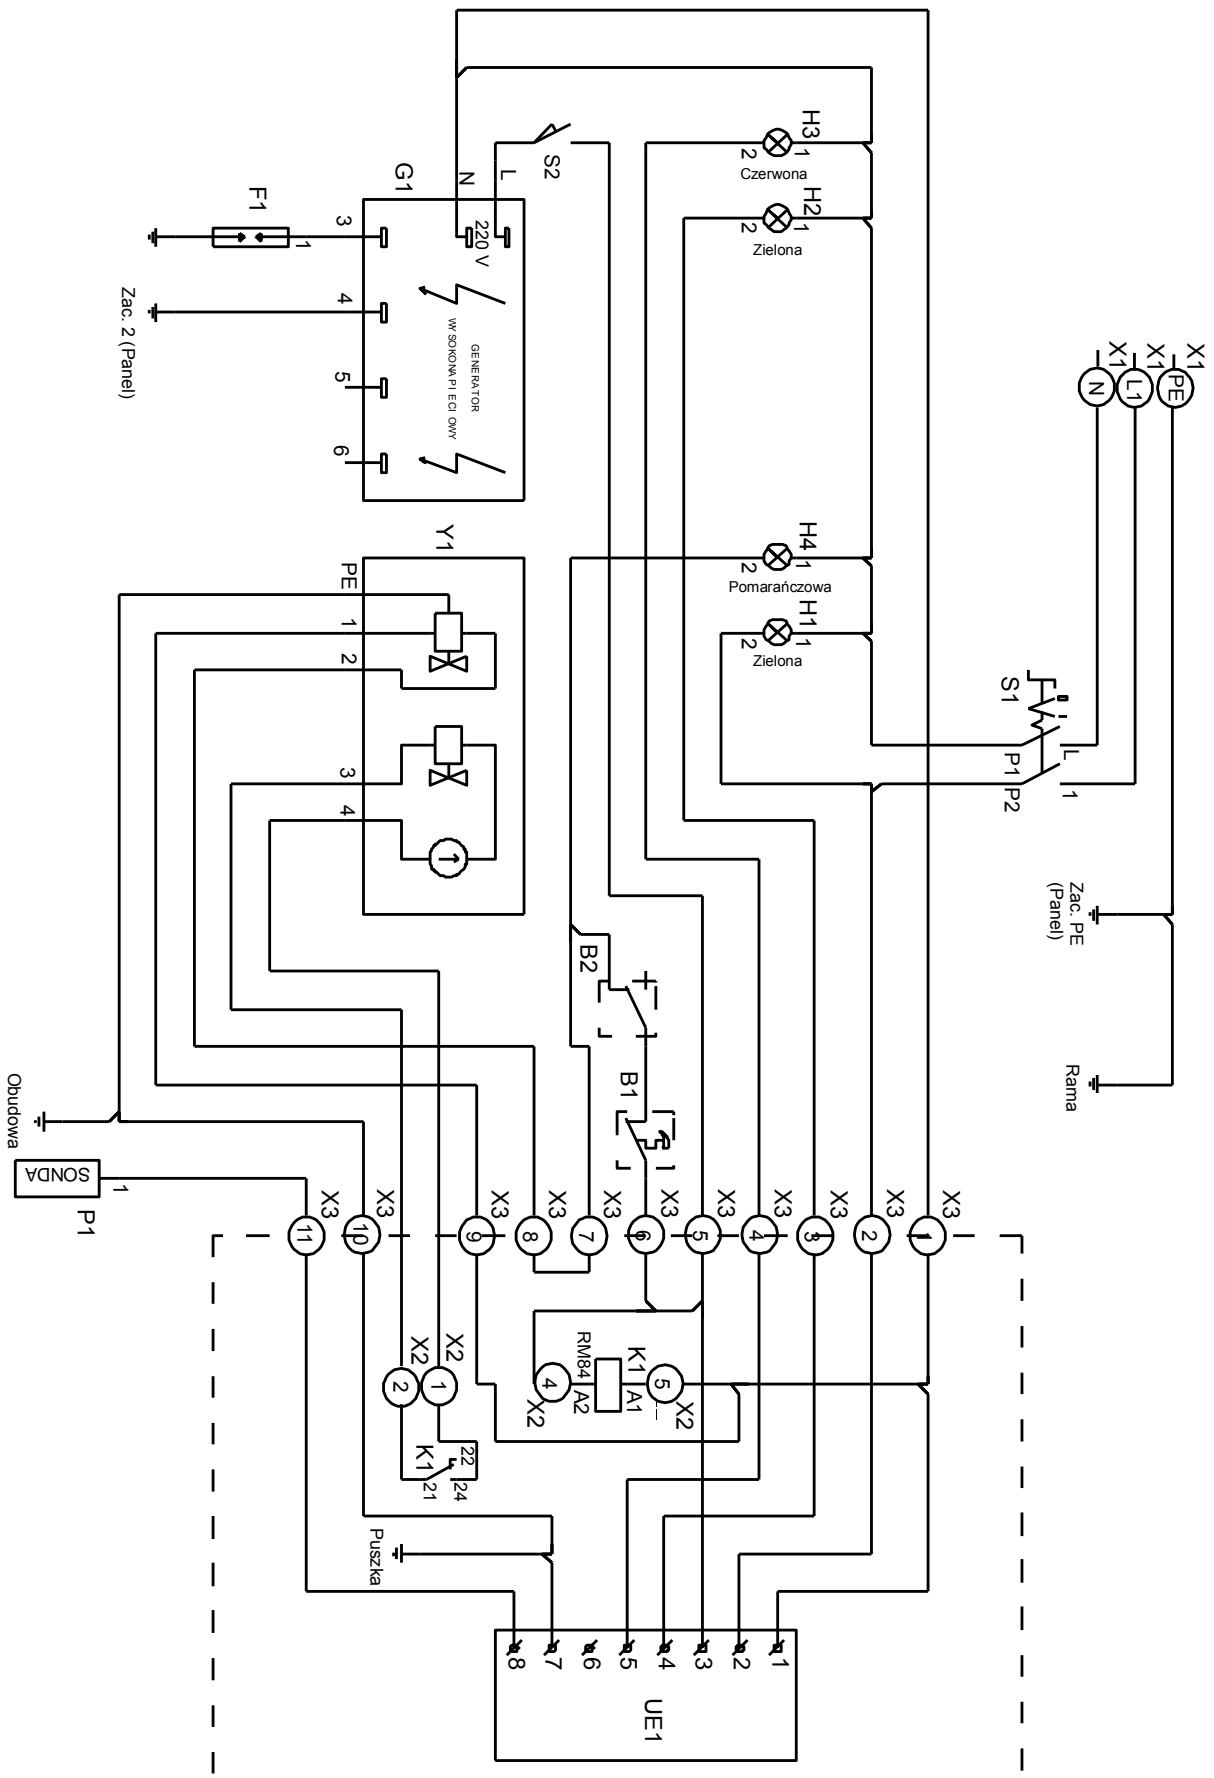 X1
PE
X1
L1
X1
N
S1
L
1
P1
P2
Zac. PE
(Panel)
Rama
H3
1
2
Czerwona
H2
1
2
Zielona
H4
1
2
Pomarańczowa
H1
1
2
Zielona
S2
L
N
G1
220 V
GENERATOR
WYSOKONAPIECIOWY
3
4
5
6
F1
1
Zac. 2 (Panel)
Y1
PE
1
2
3
4
B2
B1
Obudowa
SONDA
1
P1
X3
1
X3
2
X3
3
X3
4
X3
5
X3
6
X3
7
X3
8
X3
9
X3
10
X3
11
X2
5
K1
A1
RM84
A2
4
X2
X2
1
X2
2
K1
22
21
24
Puszka
1
2
3
4
5
6
7
8
UE1